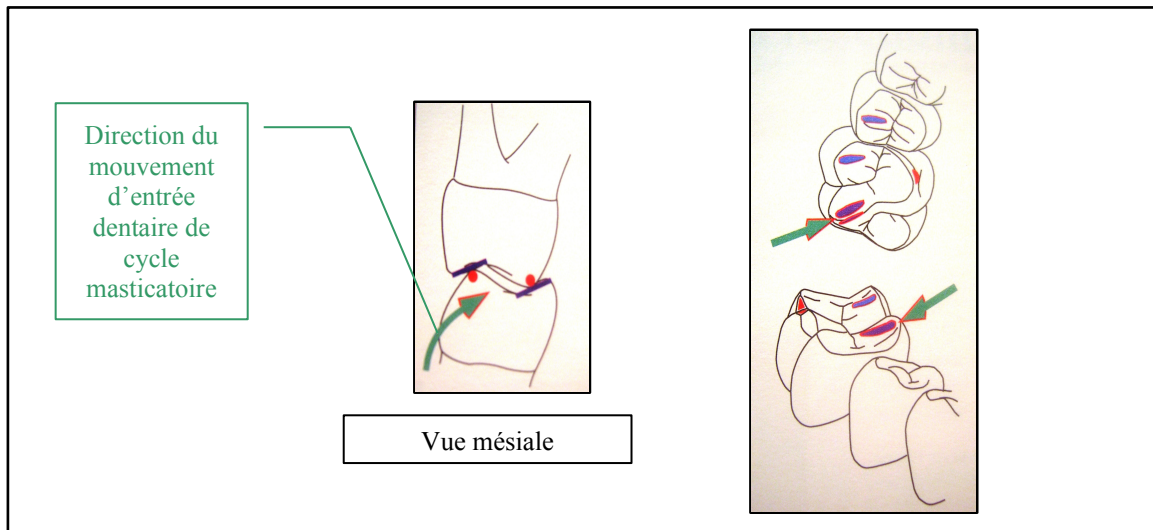 Direction du
mouvement
d’entrée
dentaire de
cycle
masticatoire
Vue mésiale